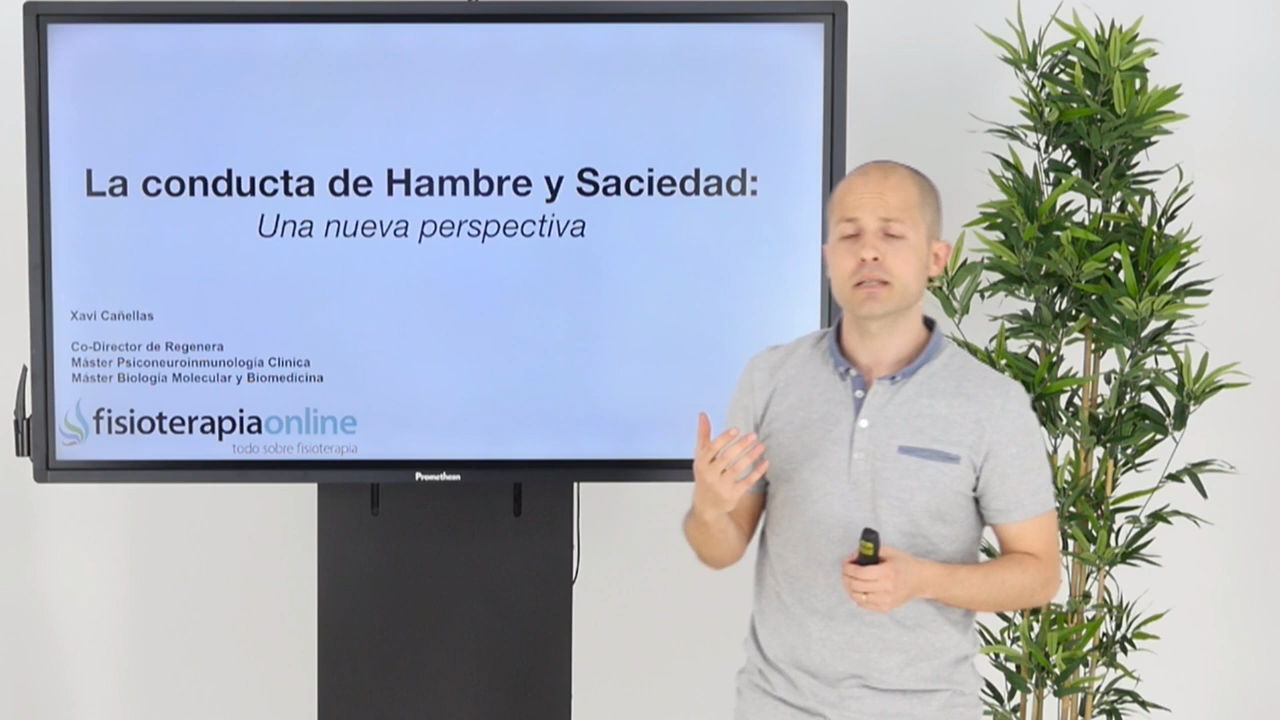 La conducta de Hambre y Saciedad:
Una nueva perspectiva
Xavi Cañellas
Co-Director de Regenera
Máster Psiconeuroinmunología Clínica
Máster Biología Molecular y Biomedicina
fisioterapiaonline
todo sobre fisioterapia
Promethean